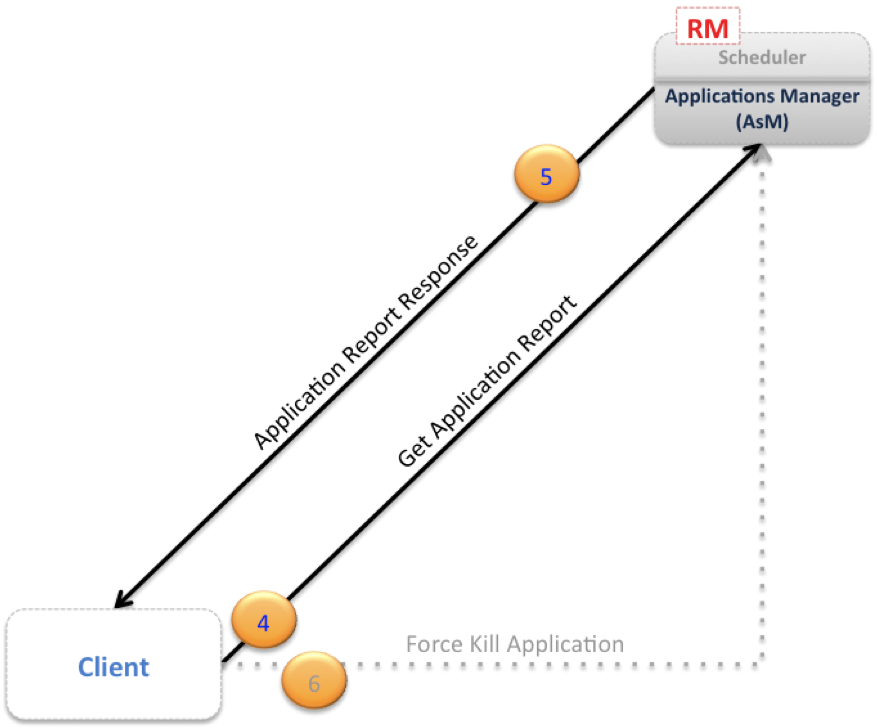 RM
Scheduler
Applications Manager
(AsM)
5
Application Report Response
Get Application Report
4
Force Kill Application
Client
6